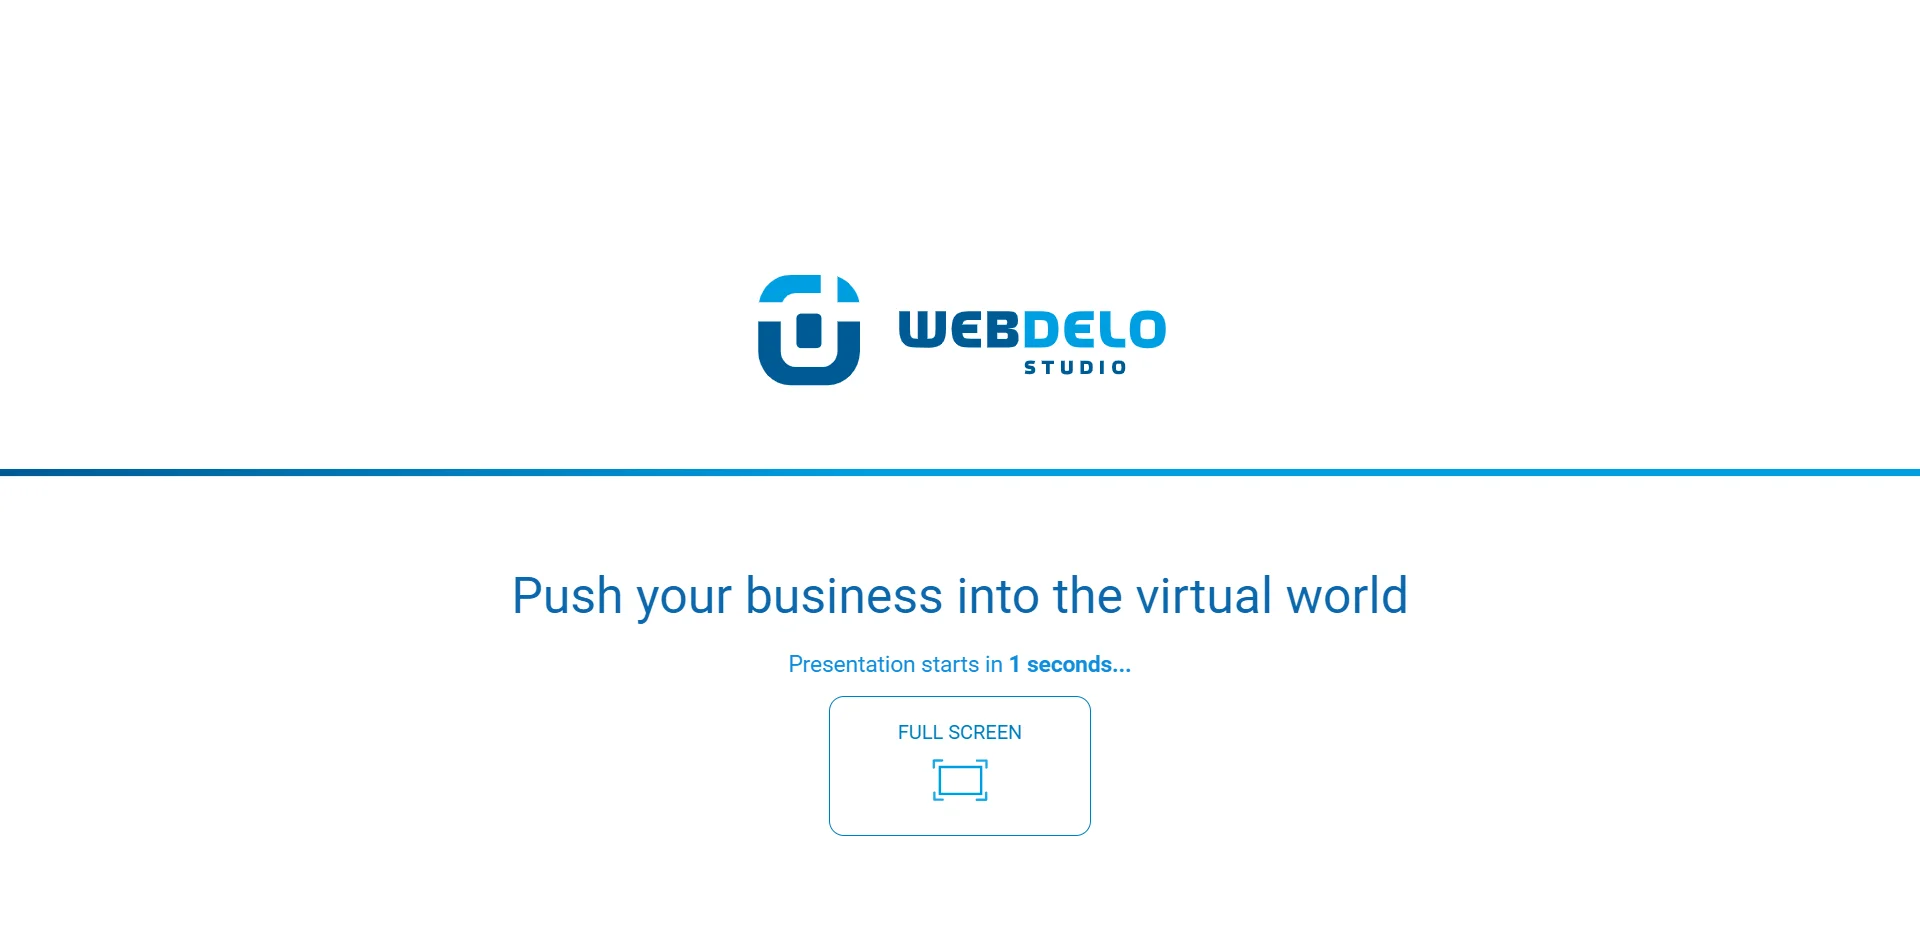 WEBDELO
STUDIO
Push your business into the virtual world
Presentation starts in 1 seconds...
FULL SCREEN